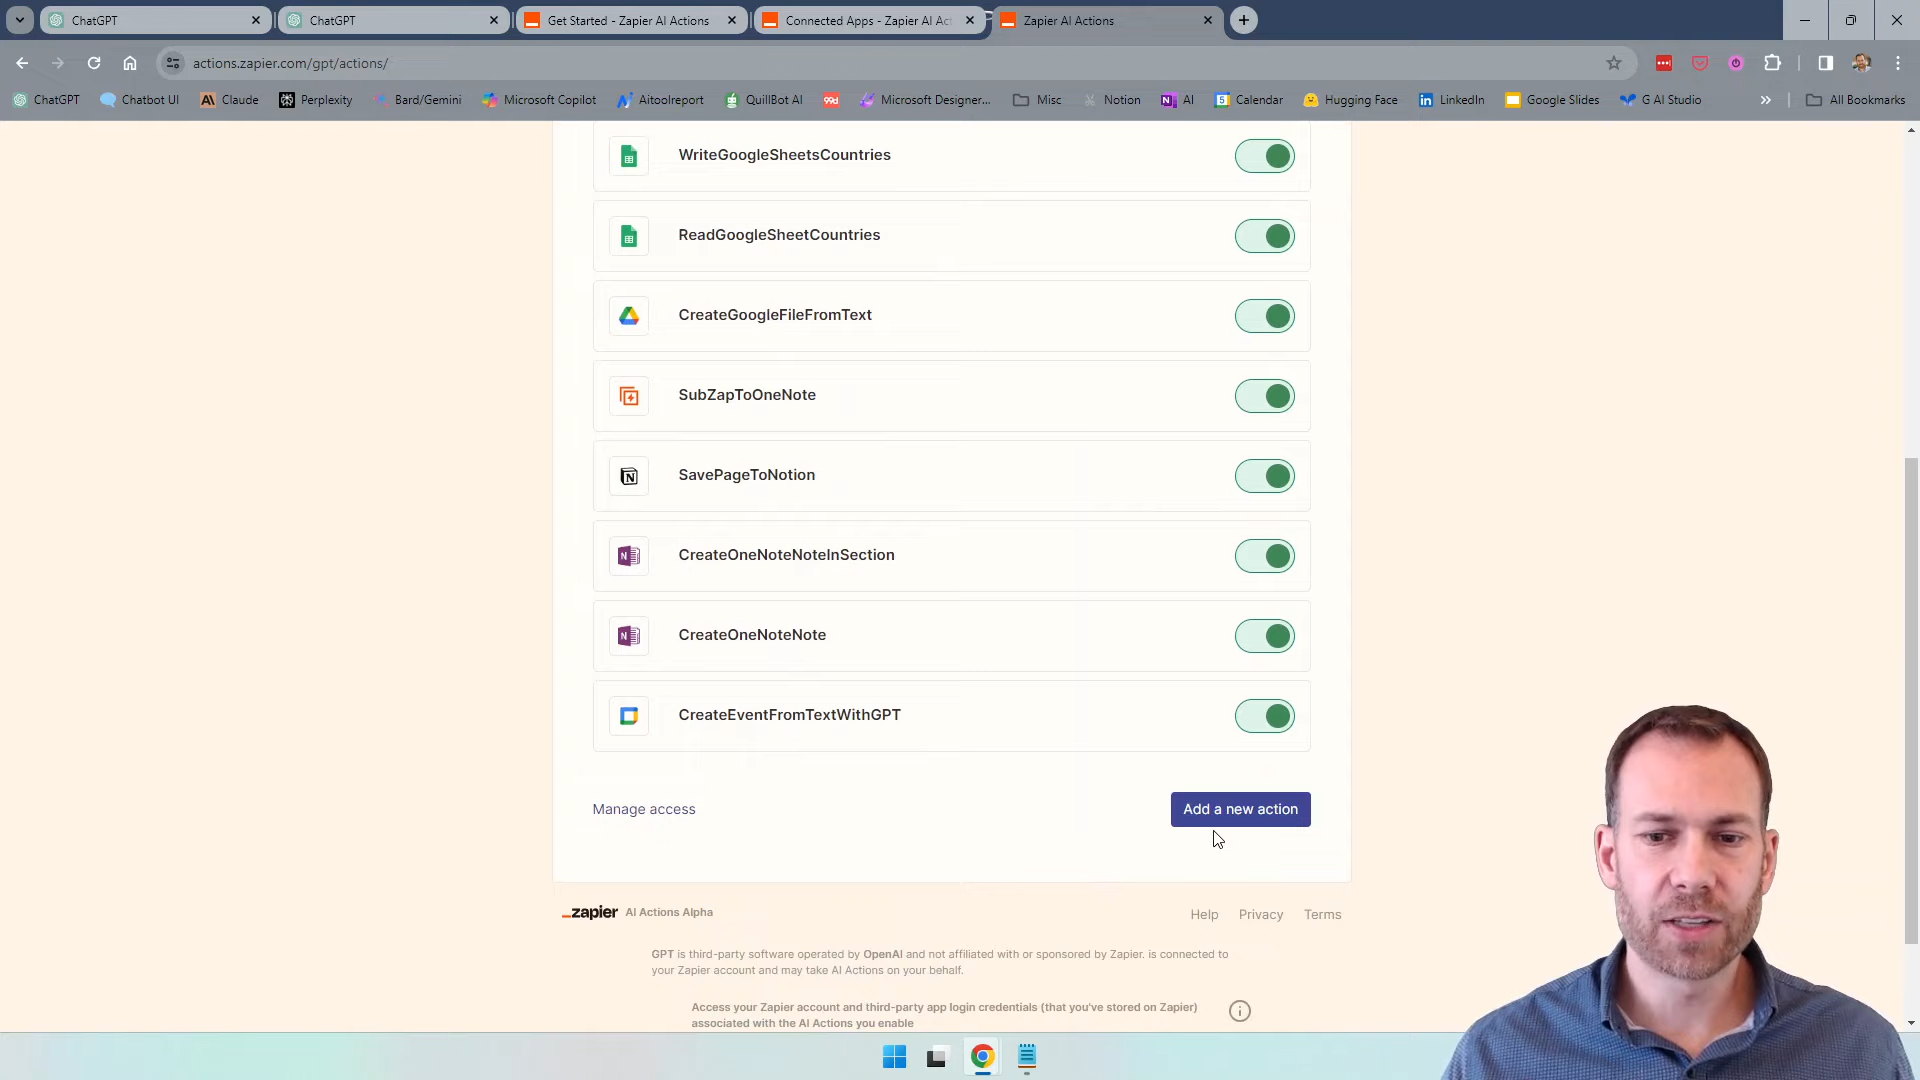 ChatGPT
ChatGPT
Get Started - Zapier AI Actions
Connected Apps - Zapier AI Act
Zapier AI Actions
actions.zapier.com/gpt/actions/
ChatGPT
Chatbot UI
Claude
Perplexity
Bard/Gemini
Microsoft Copilot
Aitoolreport
QuillBot AI
Microsoft Designer...
Misc
Notion
AI
Calendar
Hugging Face
LinkedIn
Google Slides
G AI Studio
All Bookmarks
WriteGoogleSheetsCountries
ReadGoogleSheetCountries
CreateGoogleFileFromText
SubZapToOneNote
SavePageToNotion
CreateOneNoteNoteInSection
CreateOneNoteNote
CreateEventFromTextWithGPT
Manage access
Add a new action
zapier AI Actions Alpha
Help Privacy Terms
GPT is third-party software operated by OpenAI and not affiliated with or sponsored by Zapier. is connected to
your Zapier account and may take AI Actions on your behalf.
Access your Zapier account and third-party app login credentials (that you've stored on Zapier)
associated with the AI Actions you enable